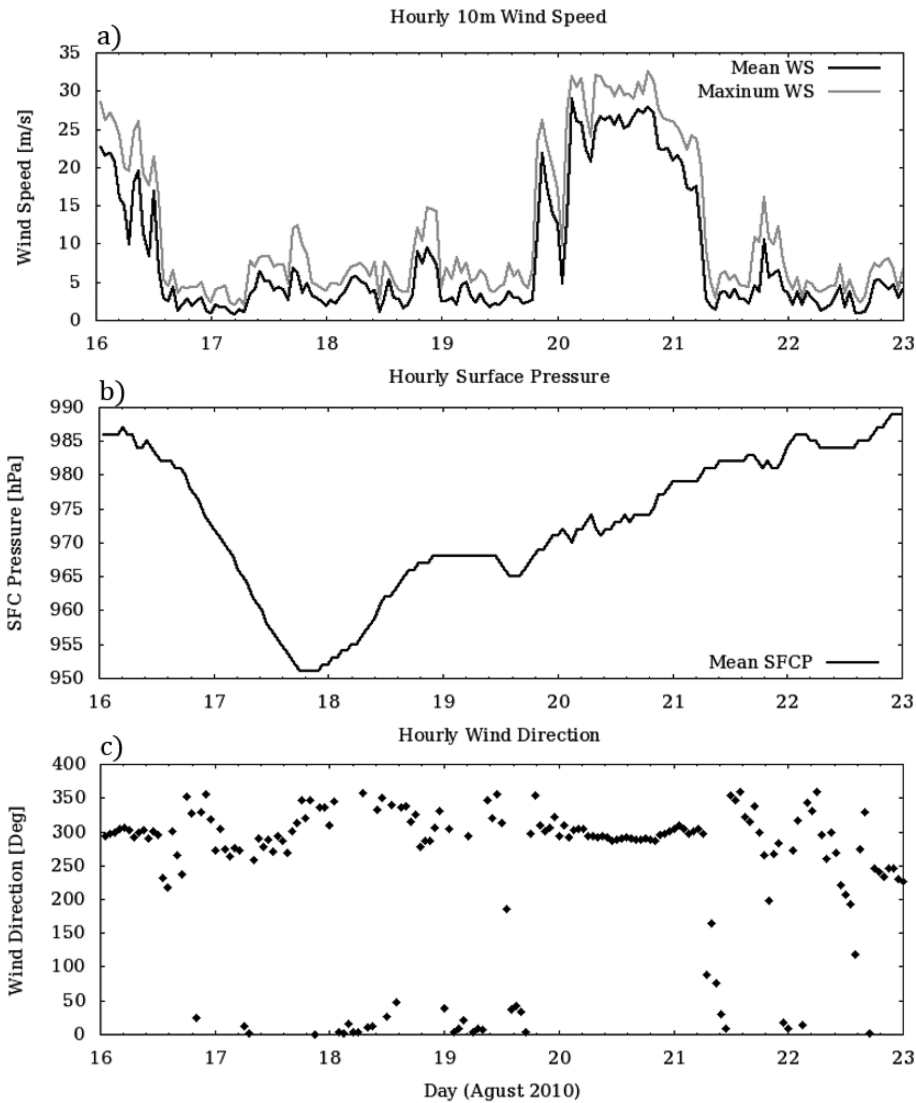 Hourly 10m Wind Speed
a)
35
30
25
20
15
10
5
0
Wind Speed [m/s]
Mean WS
Maxinum WS
16 17 18 19 20 21 22 23
Hourly Surface Pressure
b)
990
985
980
975
970
965
960
955
950
SFC Pressure [hPa]
Mean SFCP
16 17 18 19 20 21 22 23
Hourly Wind Direction
c)
400
350
300
250
200
150
100
50
0
Wind Direction [Deg]
16 17 18 19 20 21 22 23
Day (Agust 2010)